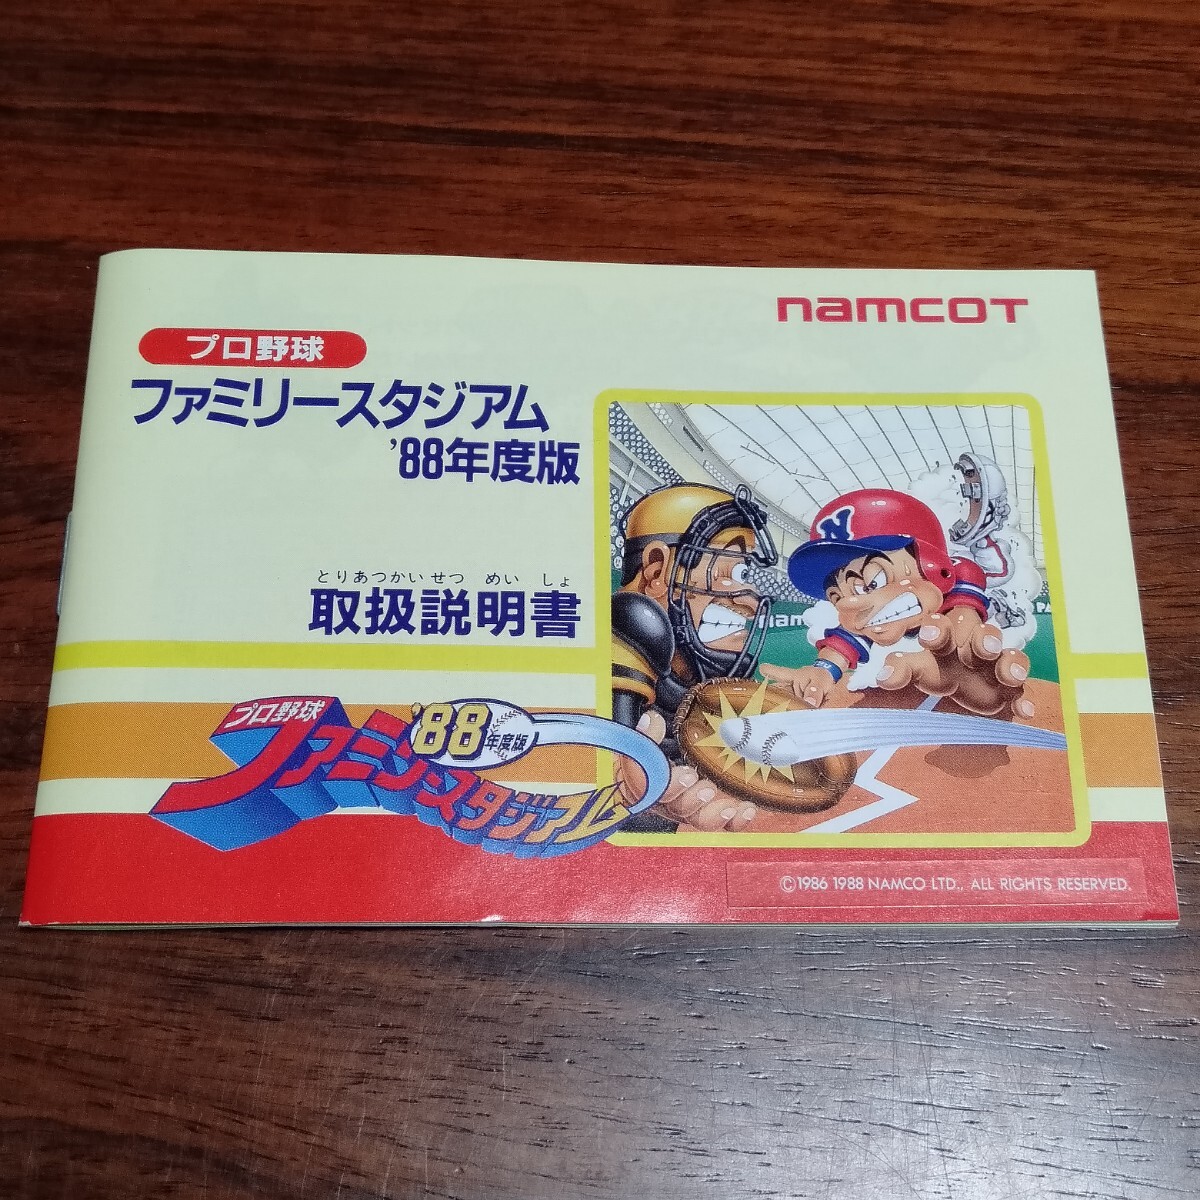 namcoT
プロ野球
ファミリースタジアム
'88年度版
とりあつかいせつ めい しょ
取扱説明書
N
namc
PA
プロ野球
'88年度版
ファミリースタジアム
©1986 1988 NAMCO LTD., ALL RIGHTS RESERVED.